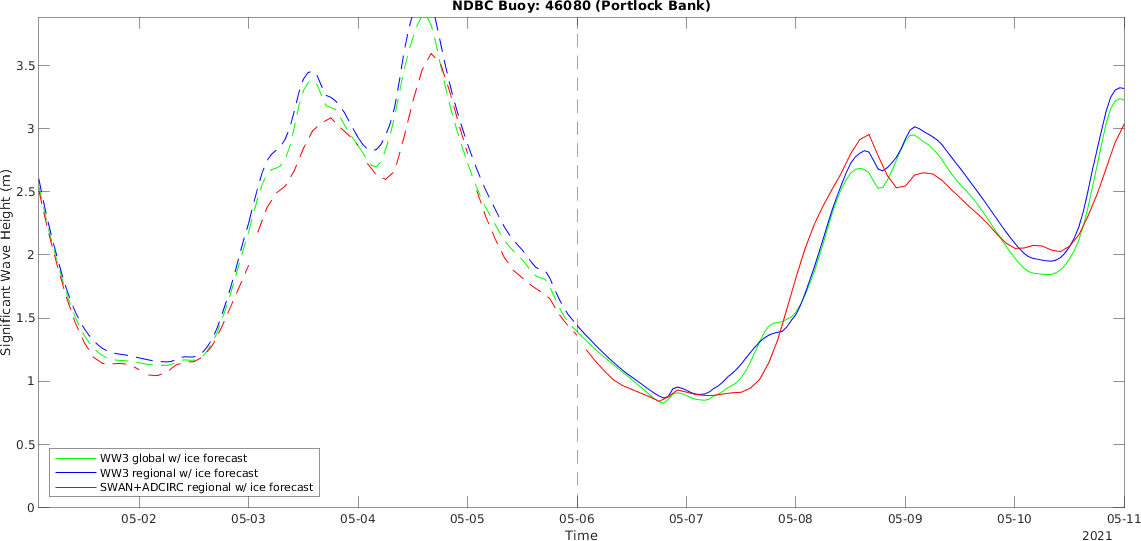 NDBC Buoy: 46080 (Portlock Bank)
Significant Wave Height (m)
3.5
3
2.5
2
1.5
1
0.5
0
WW3 global w/ ice forecast
WW3 regional w/ ice forecast
SWAN+ADCIRC regional w/ ice forecast
05-02 05-03 05-04 05-05 05-06 05-07 05-08 05-09 05-10 05-11
Time
2021